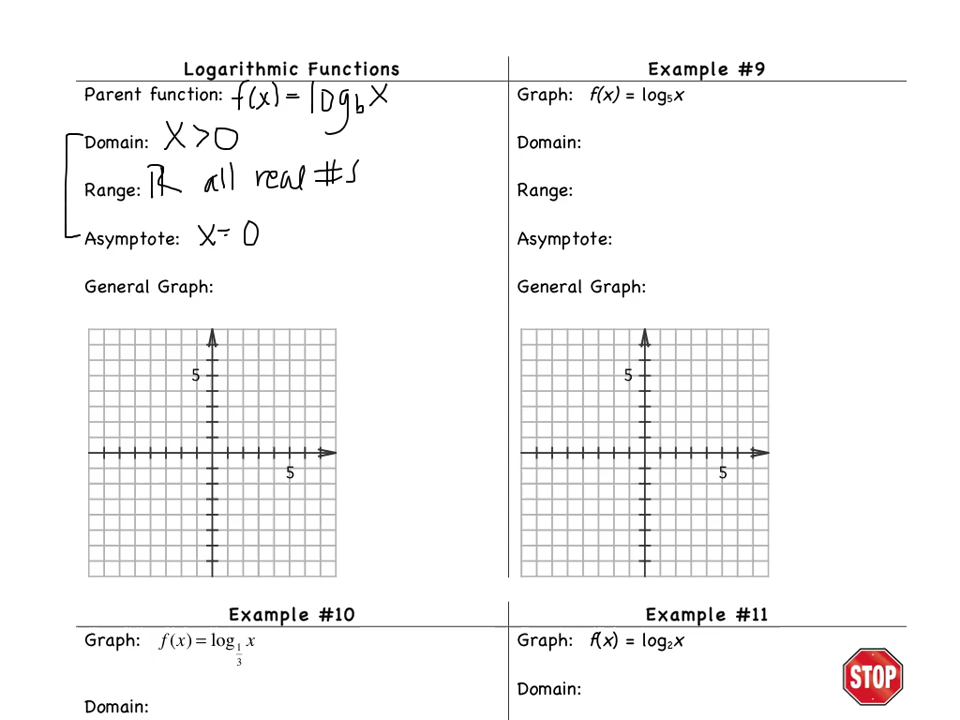 Logarithmic Functions
Parent function: f(x) = log_b x
Domain: x > 0
Range: ℝ all real #s
Asymptote: x = 0
General Graph:
5
5
Example #9
Graph: f(x) = log₅x
Domain:
Range:
Asymptote:
General Graph:
5
5
Example #10
Graph: f(x) = log_{1/3} x
Domain:
Example #11
Graph: f(x) = log₂x
Domain:
STOP